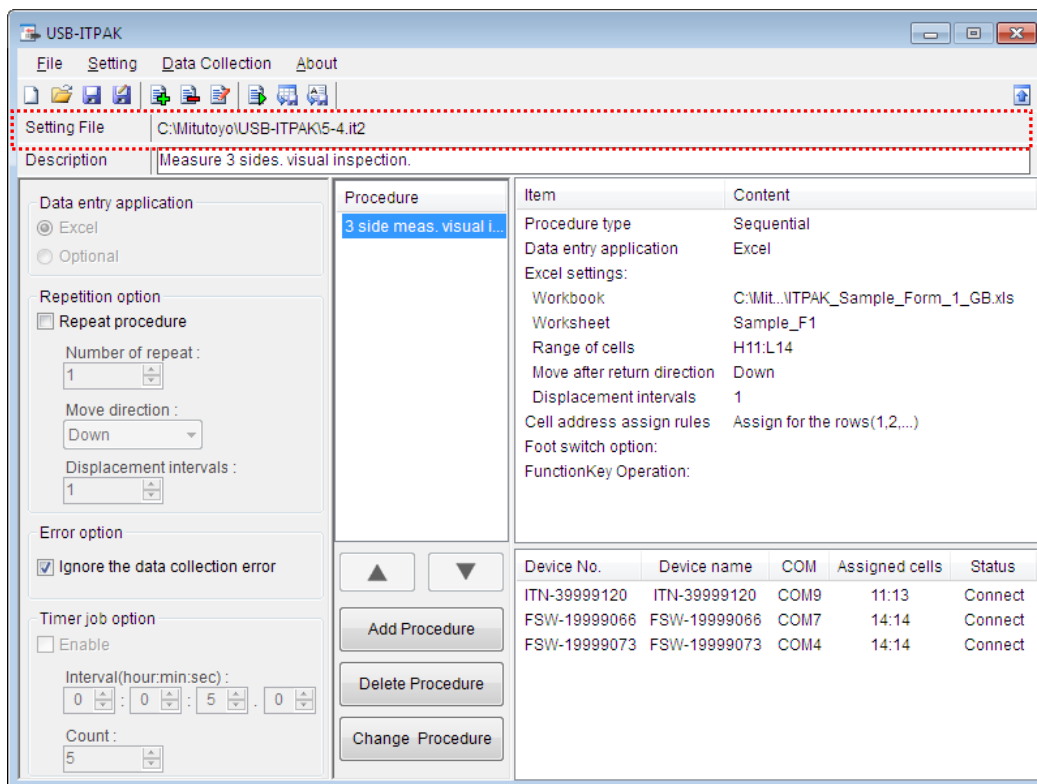 USB-ITPAK
File Setting Data Collection About
Setting File C:\Mitutoyo\USB-ITPAK\5-4.it2
Description Measure 3 sides. visual inspection.
Data entry application
Excel
Optional
Repetition option
Repeat procedure
Number of repeat :
1
Move direction :
Down
Displacement intervals :
1
Error option
Ignore the data collection error
Timer job option
Enable
Interval(hour:min:sec) :
0 : 0 : 5 . 0
Count :
5
Procedure
3 side meas. visual i...
Add Procedure
Delete Procedure
Change Procedure
Item Content
Procedure type Sequential
Data entry application Excel
Excel settings:
Workbook C:\Mit...\ITPAK_Sample_Form_1_GB.xls
Worksheet Sample_F1
Range of cells H11:L14
Move after return direction Down
Displacement intervals 1
Cell address assign rules Assign for the rows(1,2,...)
Foot switch option:
FunctionKey Operation:
Device No. Device name COM Assigned cells Status
ITN-39999120 ITN-39999120 COM9 11:13 Connect
FSW-19999066 FSW-19999066 COM7 14:14 Connect
FSW-19999073 FSW-19999073 COM4 14:14 Connect